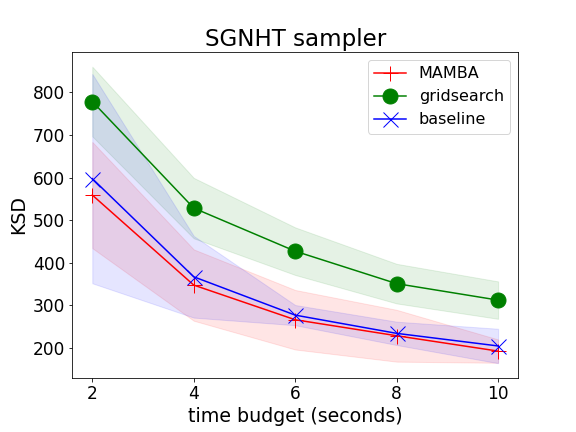 SGNHT sampler
MAMBA
gridsearch
baseline
KSD
800
700
600
500
400
300
200
2 4 6 8 10
time budget (seconds)